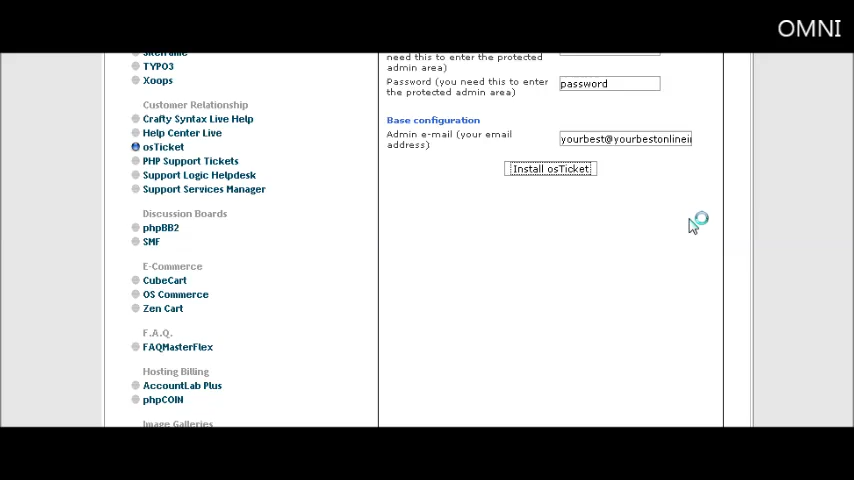 OMNI
TYPO3
Xoops
Customer Relationship
Crafty Syntax Live Help
Help Center Live
osTicket
PHP Support Tickets
Support Logic Helpdesk
Support Services Manager
Discussion Boards
phpBB2
SMF
E-Commerce
CubeCart
OS Commerce
Zen Cart
F.A.Q.
FAQMasterFlex
Hosting Billing
AccountLab Plus
phpCOIN
Image Galleries
need this to enter the protected
admin area)
Password (you need this to enter
the protected admin area)
password
Base configuration
Admin e-mail (your email
address)
yourbest@yourbestonlinei
Install osTicket